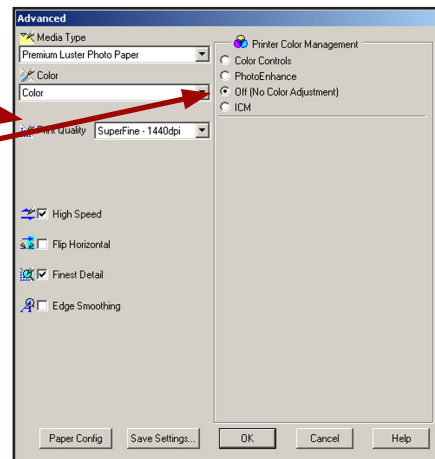 Advanced
Media Type
Premium Luster Photo Paper
Color
Color
Print Quality SuperFine - 1440dpi
High Speed
Flip Horizontal
Finest Detail
Edge Smoothing
Printer Color Management
Color Controls
PhotoEnhance
Off (No Color Adjustment)
ICM
Paper Config Save Settings... OK Cancel Help